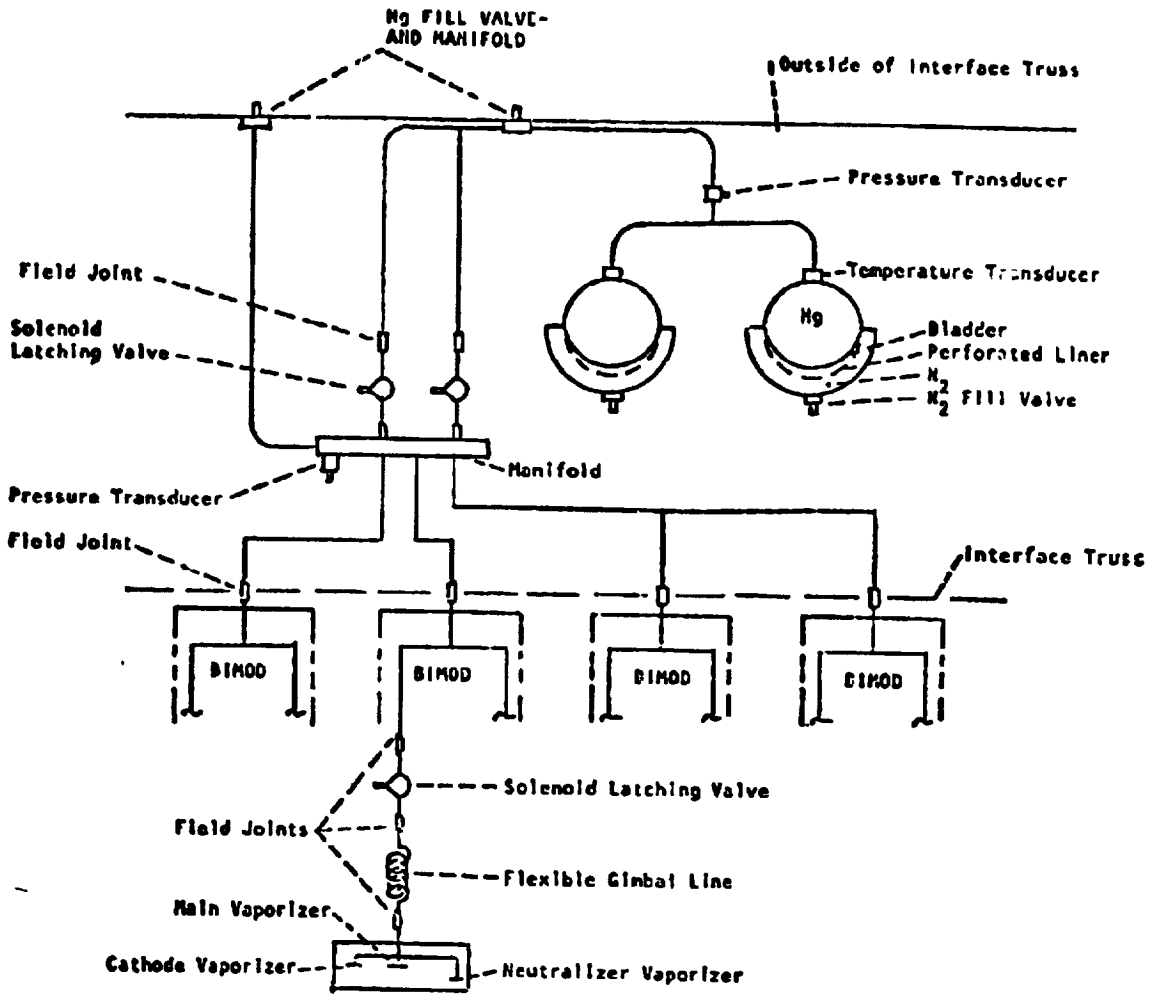 Hg FILL VALVE-
AND MANIFOLD
Outside of Interface Truss
Pressure Transducer
Field Joint
Temperature Transducer
Hg
Solenoid
Latching Valve
Bladder
Perforated Liner
N2
N2 Fill Valve
Manifold
Pressure Transducer
Field Joint
Interface Truss
BIMOD
BIMOD
BIMOD
BIMOD
Solenoid Latching Valve
Field Joints
Flexible Gimbal Line
Main Vaporizer
Cathode Vaporizer
Neutralizer Vaporizer